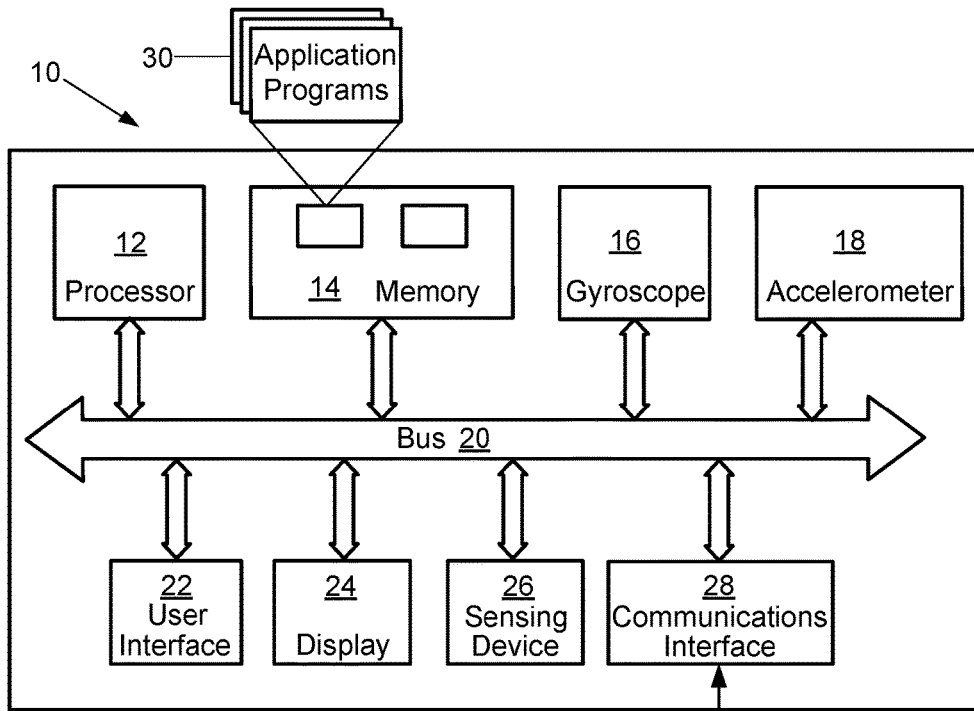 30
Application
Programs
10
12
Processor
14 Memory
16
Gyroscope
18
Accelerometer
Bus 20
22
User
Interface
24
Display
26
Sensing
Device
28
Communications
Interface